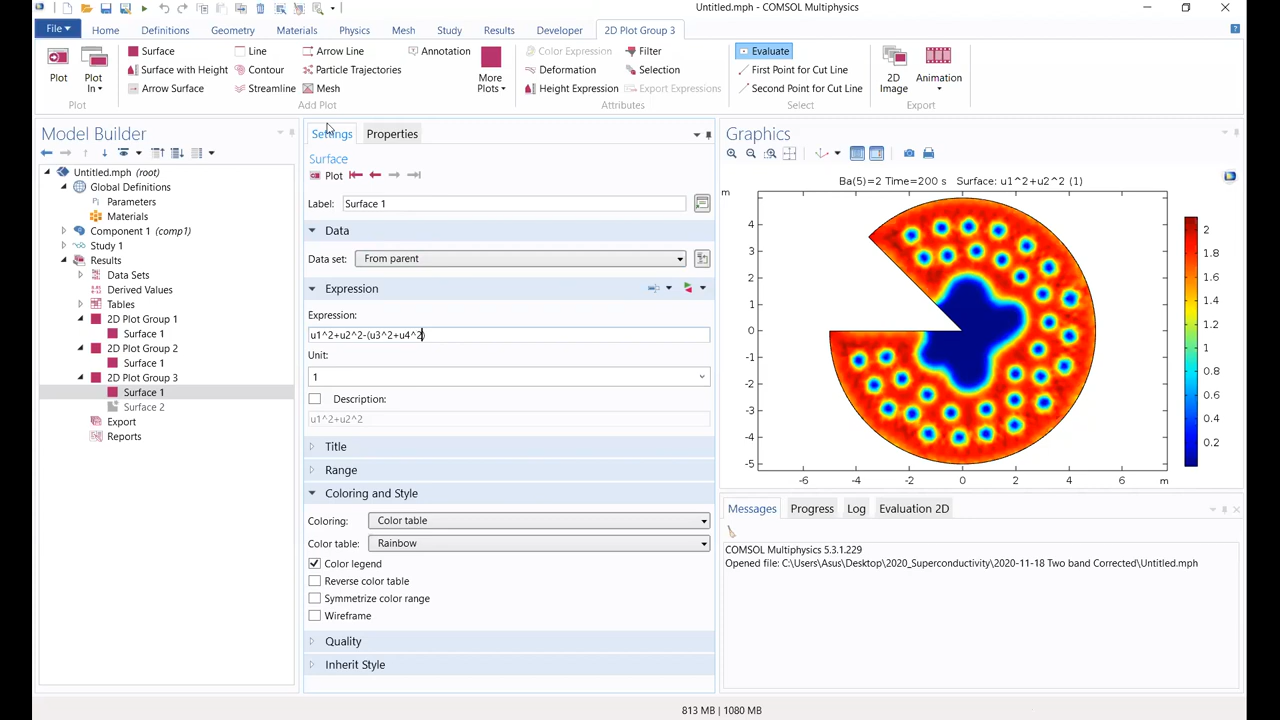 Untitled.mph - COMSOL Multiphysics
File
Home
Definitions
Geometry
Materials
Physics
Mesh
Study
Results
Developer
2D Plot Group 3
Plot
Plot In
Plot
Surface
Surface with Height
Arrow Surface
Line
Contour
Streamline
Arrow Line
Particle Trajectories
Mesh
Annotation
More Plots
Add Plot
Color Expression
Deformation
Height Expression
Filter
Selection
Export Expressions
Attributes
Evaluate
First Point for Cut Line
Second Point for Cut Line
Select
2D Image
Animation
Export
Model Builder
Untitled.mph (root)
Global Definitions
Parameters
Materials
Component 1 (comp1)
Study 1
Results
Data Sets
Derived Values
Tables
2D Plot Group 1
Surface 1
2D Plot Group 2
Surface 1
2D Plot Group 3
Surface 1
Surface 2
Export
Reports
Settings
Properties
Surface
Plot
Label: Surface 1
Data
Data set: From parent
Expression
Expression:
u1^2+u2^2-(u3^2+u4^2)
Unit:
1
Description:
u1^2+u2^2
Title
Range
Coloring and Style
Coloring: Color table
Color table: Rainbow
Color legend
Reverse color table
Symmetrize color range
Wireframe
Quality
Inherit Style
Graphics
Ba(5)=2 Time=200 s Surface: u1^2+u2^2 (1)
m
4
3
2
1
0
-1
-2
-3
-4
-5
-6 -4 -2 0 2 4 6 m
2
1.8
1.6
1.4
1.2
1
0.8
0.6
0.4
0.2
Messages
Progress
Log
Evaluation 2D
COMSOL Multiphysics 5.3.1.229
Opened file: C:\Users\Asus\Desktop\2020_Superconductivity\2020-11-18 Two band Corrected\Untitled.mph
813 MB | 1080 MB